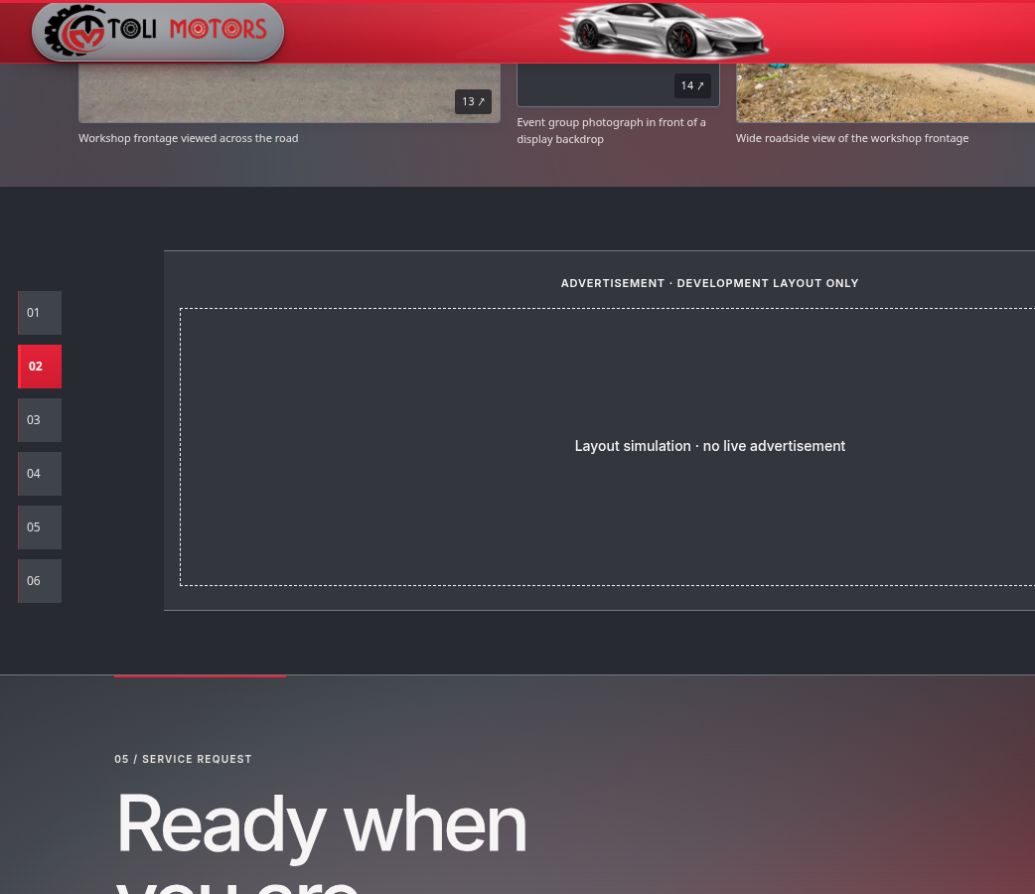 TOLI MOTORS
13 ↗
14 ↗
Workshop frontage viewed across the road
Event group photograph in front of a
display backdrop
Wide roadside view of the workshop frontage
ADVERTISEMENT · DEVELOPMENT LAYOUT ONLY
01
02
03
04
05
06
Layout simulation · no live advertisement
05 / SERVICE REQUEST
Ready when
you are